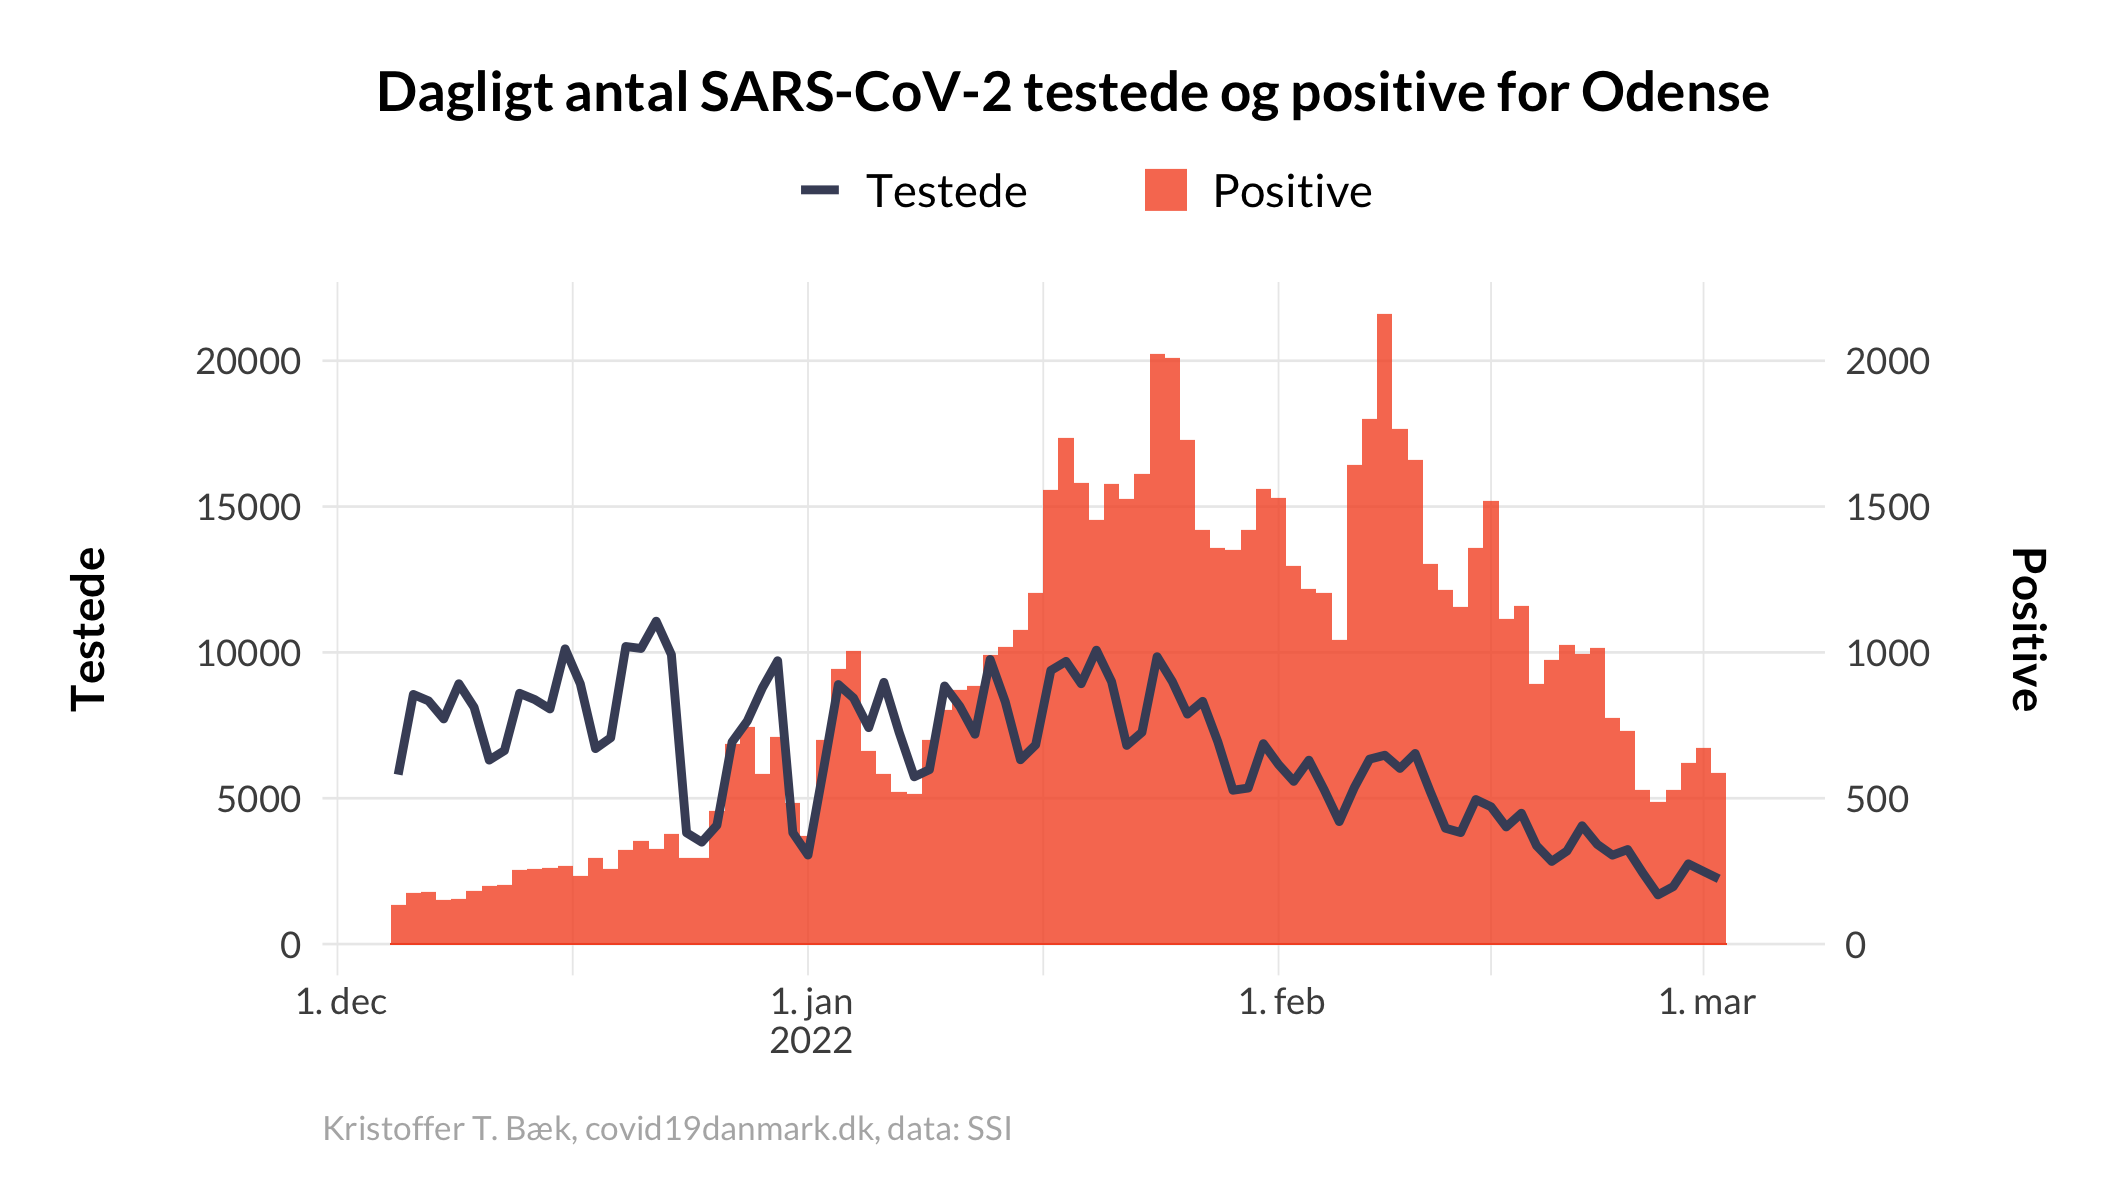 Dagligt antal SARS-CoV-2 testede og positive for Odense
Testede
Positive
20000
15000
10000
5000
0
2000
1500
1000
500
0
Testede
Positive
1. dec
1. jan
2022
1. feb
1. mar
Kristoffer T. Bæk, covid19danmark.dk, data: SSI